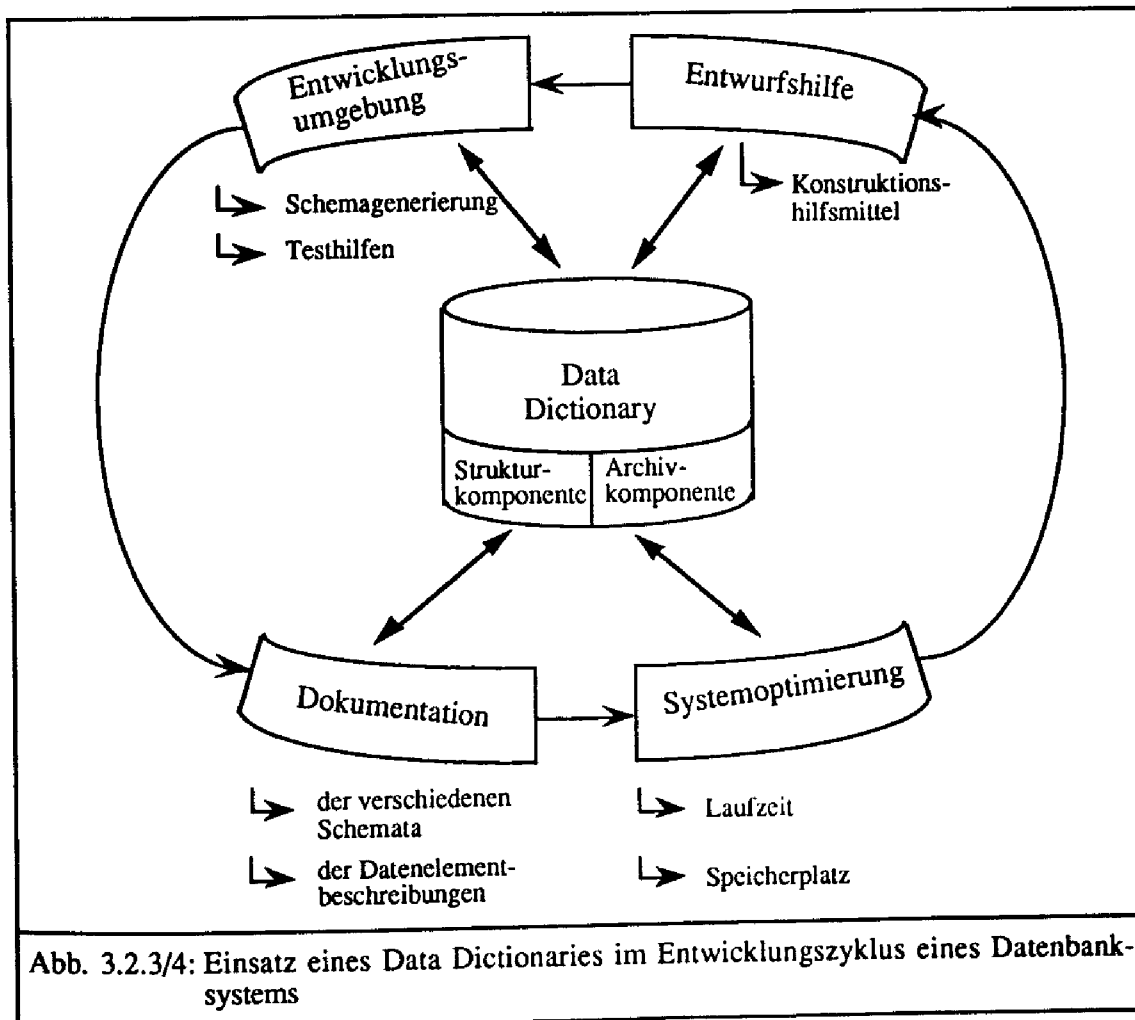 Entwicklungs-
umgebung
Entwurfshilfe
Schemagenerierung
Testhilfen
Konstruktions-
hilfsmittel
Data
Dictionary
Struktur-
komponente
Archiv-
komponente
Dokumentation
Systemoptimierung
der verschiedenen
Schemata
der Datenelement-
beschreibungen
Laufzeit
Speicherplatz
Abb. 3.2.3/4: Einsatz eines Data Dictionaries im Entwicklungszyklus eines Datenbank-
systems